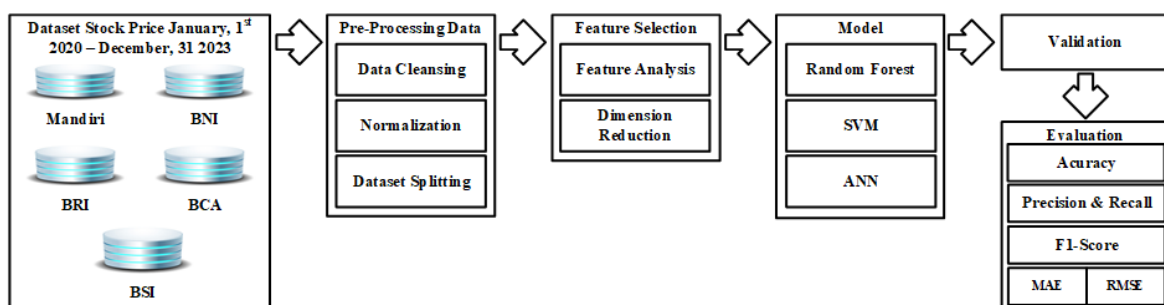 Dataset Stock Price January, 1st
2020 – December, 31 2023
Mandiri
BNI
BRI
BCA
BSI
Pre-Processing Data
Data Cleansing
Normalization
Dataset Splitting
Feature Selection
Feature Analysis
Dimension
Reduction
Model
Random Forest
SVM
ANN
Validation
Evaluation
Acuracy
Precision & Recall
F1-Score
MAE
RMSE